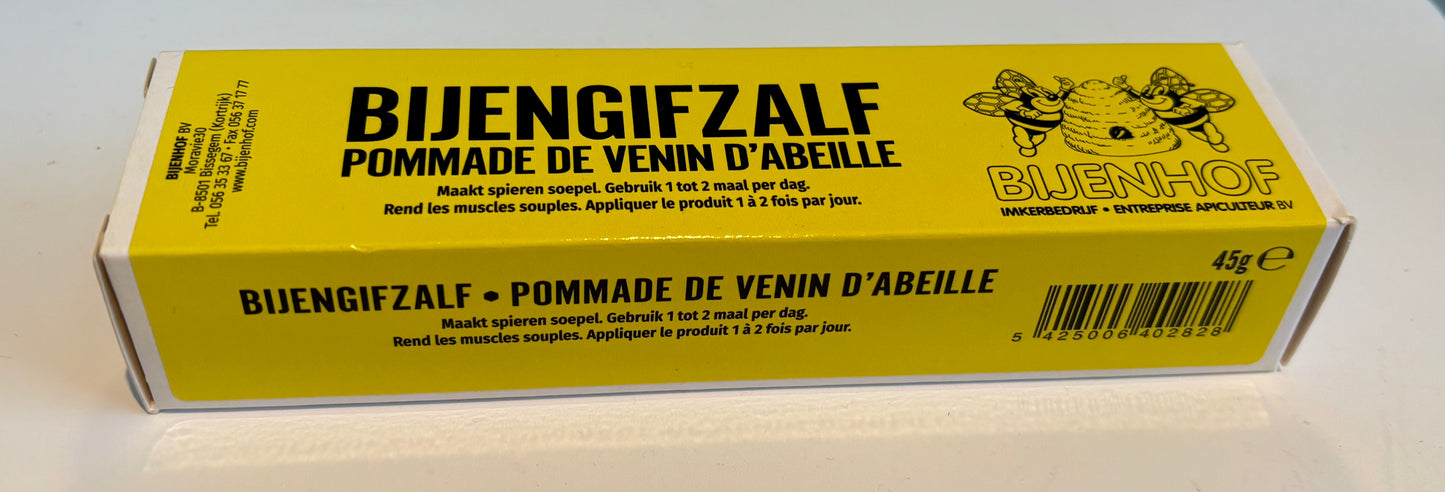 BIJENHOF BV
Moravie30
B-8501 Bissegem (Kortrijk)
Tel. 056 35 33 67 • Fax 056 37 17 77
www.bijenhof.com
BIJENGIFZALF
POMMADE DE VENIN D'ABEILLE
Maakt spieren soepel. Gebruik 1 tot 2 maal per dag.
Rend les muscles souples. Appliquer le produit 1 à 2 fois par jour.
BIJENHOF
IMKERBEDRIJF • ENTREPRISE APICULTEUR BV
BIJENGIFZALF • POMMADE DE VENIN D'ABEILLE
Maakt spieren soepel. Gebruik 1 tot 2 maal per dag.
Rend les muscles souples. Appliquer le produit 1 à 2 fois par jour.
45g ℮
5 425006 402828